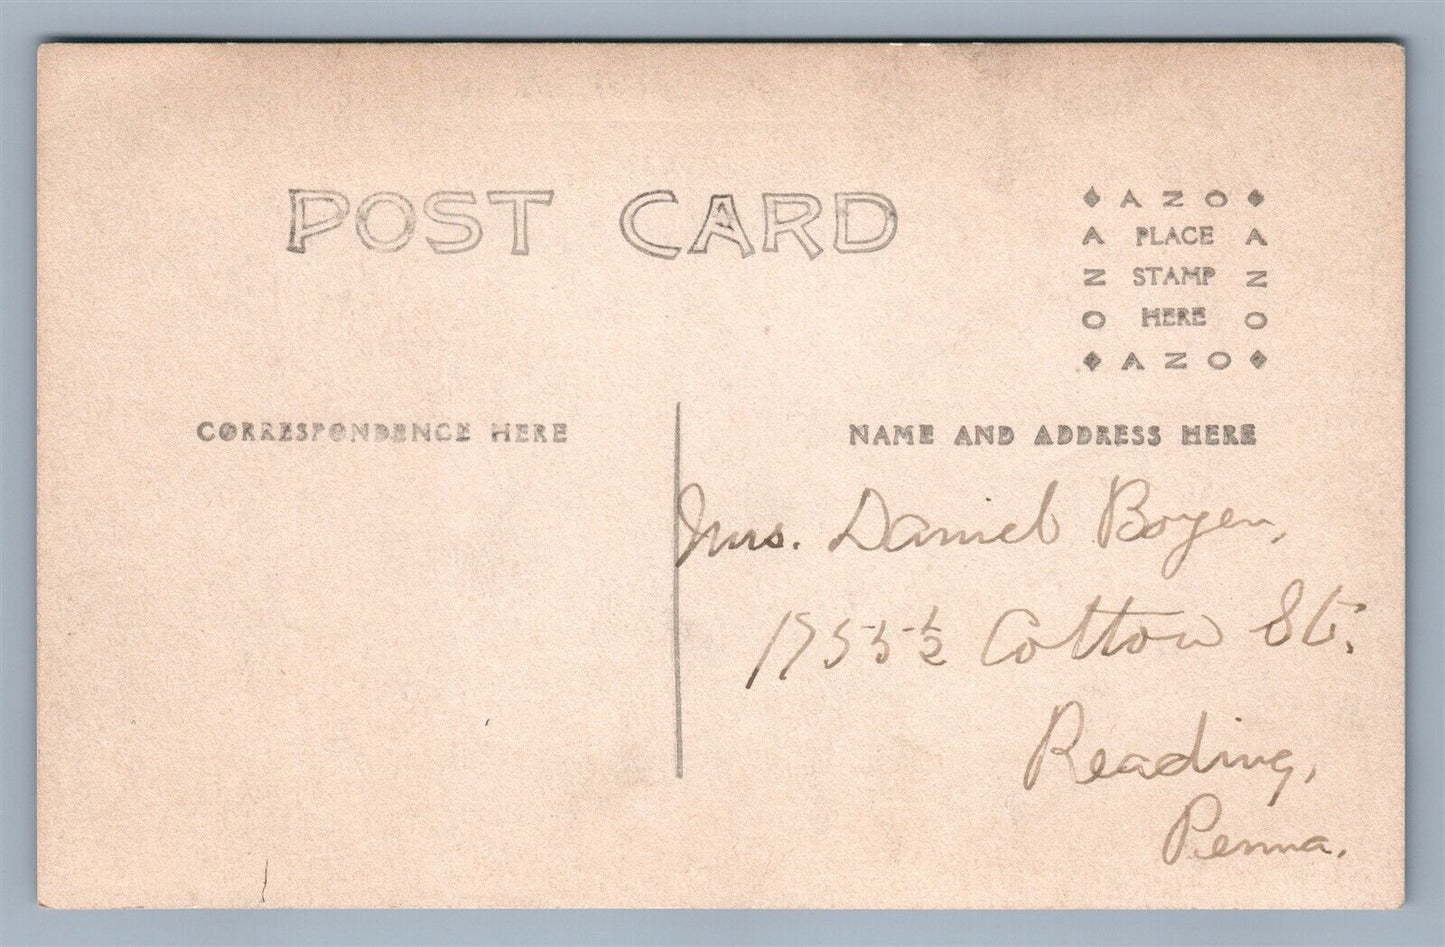 POST CARD
AZO
A PLACE A
N STAMP N
O HERE O
AZO
CORRESPONDENCE HERE
NAME AND ADDRESS HERE
Mrs. Daniel Boyer,
1755 1/2 Cotton St.
Reading,
Penna.